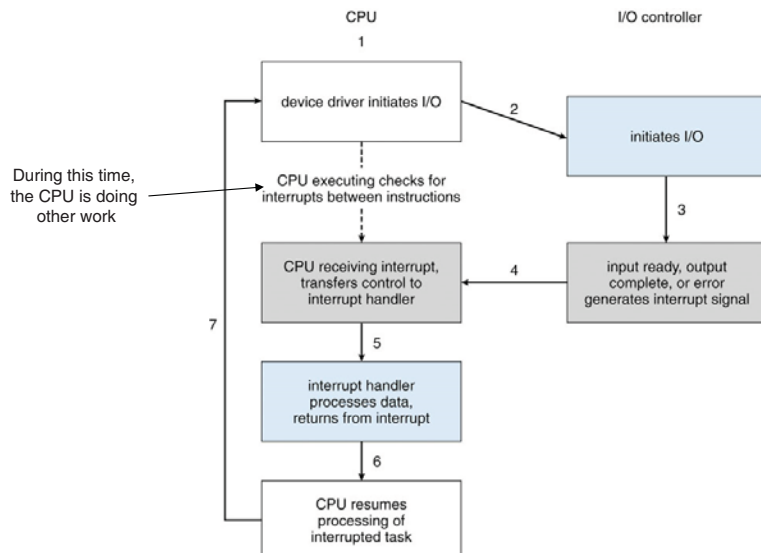 CPU
I/O controller
1
device driver initiates I/O
2
initiates I/O
During this time,
the CPU is doing
other work
CPU executing checks for
interrupts between instructions
3
CPU receiving interrupt,
transfers control to
interrupt handler
4
input ready, output
complete, or error
generates interrupt signal
7
5
interrupt handler
processes data,
returns from interrupt
6
CPU resumes
processing of
interrupted task